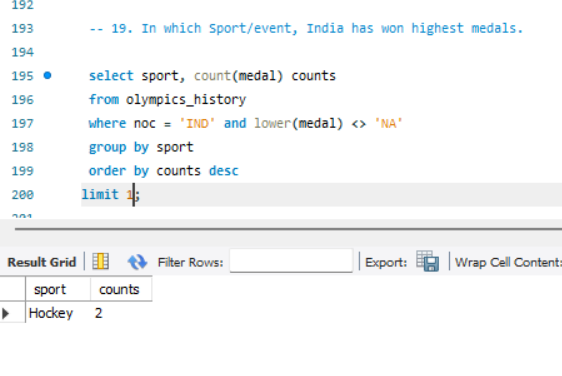 192
193 -- 19. In which Sport/event, India has won highest medals.
194
195 select sport, count(medal) counts
196 from olympics_history
197 where noc = 'IND' and lower(medal) <> 'NA'
198 group by sport
199 order by counts desc
200 limit 1;
201
Result Grid Filter Rows: Export: Wrap Cell Content:
sport counts
Hockey 2